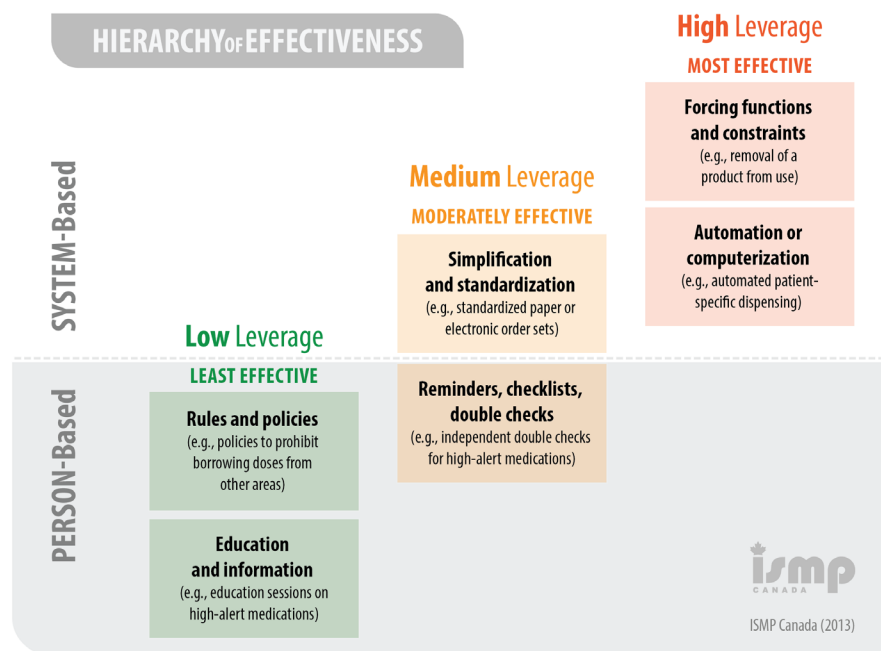 HIERARCHY OF EFFECTIVENESS
High Leverage
MOST EFFECTIVE
Forcing functions
and constraints
(e.g., removal of a
product from use)
Automation or
computerization
(e.g., automated patient-
specific dispensing)
Medium Leverage
MODERATELY EFFECTIVE
Simplification
and standardization
(e.g., standardized paper or
electronic order sets)
Reminders, checklists,
double checks
(e.g., independent double checks
for high-alert medications)
Low Leverage
LEAST EFFECTIVE
Rules and policies
(e.g., policies to prohibit
borrowing doses from
other areas)
Education
and information
(e.g., education sessions on
high-alert medications)
SYSTEM-Based
PERSON-Based
ismp
CANADA
ISMP Canada (2013)